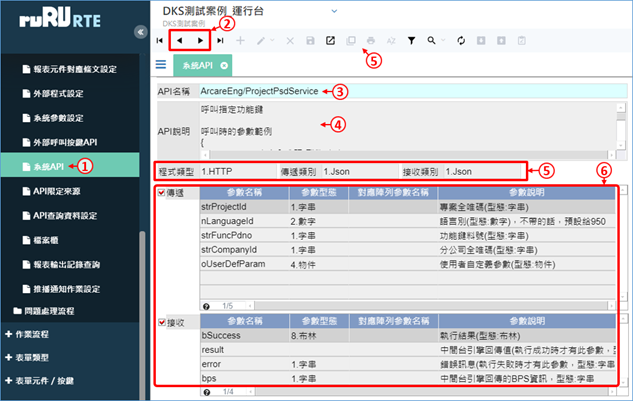 ruRU RTE
DKS測試案例 運行台
DKS測試案例
②
⑤
報表元件對應條文設定
外部程式設定
系統參數設定
外部呼叫按鍵API
系統API
①
API限定來源
API查詢資料設定
檔案櫃
報表輸出記錄查詢
推播通知作業設定
問題處理流程
作業流程
表單類型
表單元件 / 按鍵
系統API
API名稱 ArcareEng/ProjectPsdService
③
API說明 呼叫指定功能鍵
呼叫時的參數範例
{
④
程式類型 1.HTTP 傳遞類別 1.Json 接收類別 1.Json
⑤
⑥
傳遞 參數名稱 參數型態 對應陣列參數名稱 參數說明
strProjectId 1.字串 專案全唯碼(型態:字串)
nLanguageId 2.數字 語言別(型態:數字)，不帶的話，預設給950
strFuncPdno 1.字串 功能鍵料號(型態:字串)
strCompanyId 1.字串 分公司全唯碼(型態:字串)
oUserDefParam 4.物件 使用者自定義參數(型態:物件)
1/5
接收 參數名稱 參數型態 對應陣列參數名稱 參數說明
bSuccess 8.布林 執行結果(型態:布林)
result 中間台引擎回傳值(執行成功時才有此參數，
error 1.字串 錯誤訊息(執行失敗時才有此參數，型態:字串
bps 1.字串 中間台引擎回傳的BPS資訊，型態:字串
1/4